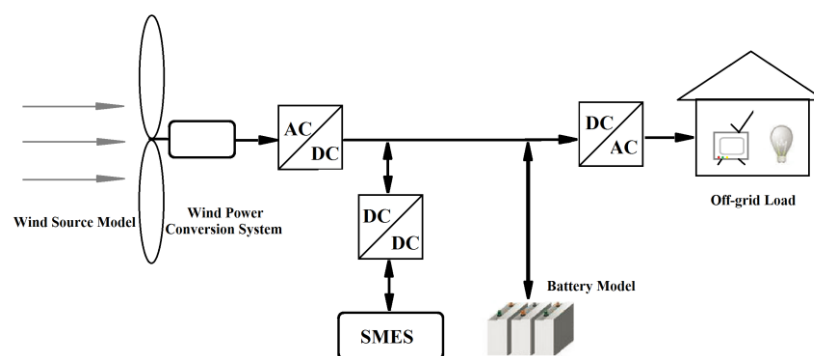 AC
DC
DC
AC
Wind Source Model
Wind Power
Conversion System
DC
DC
Off-grid Load
Battery Model
SMES